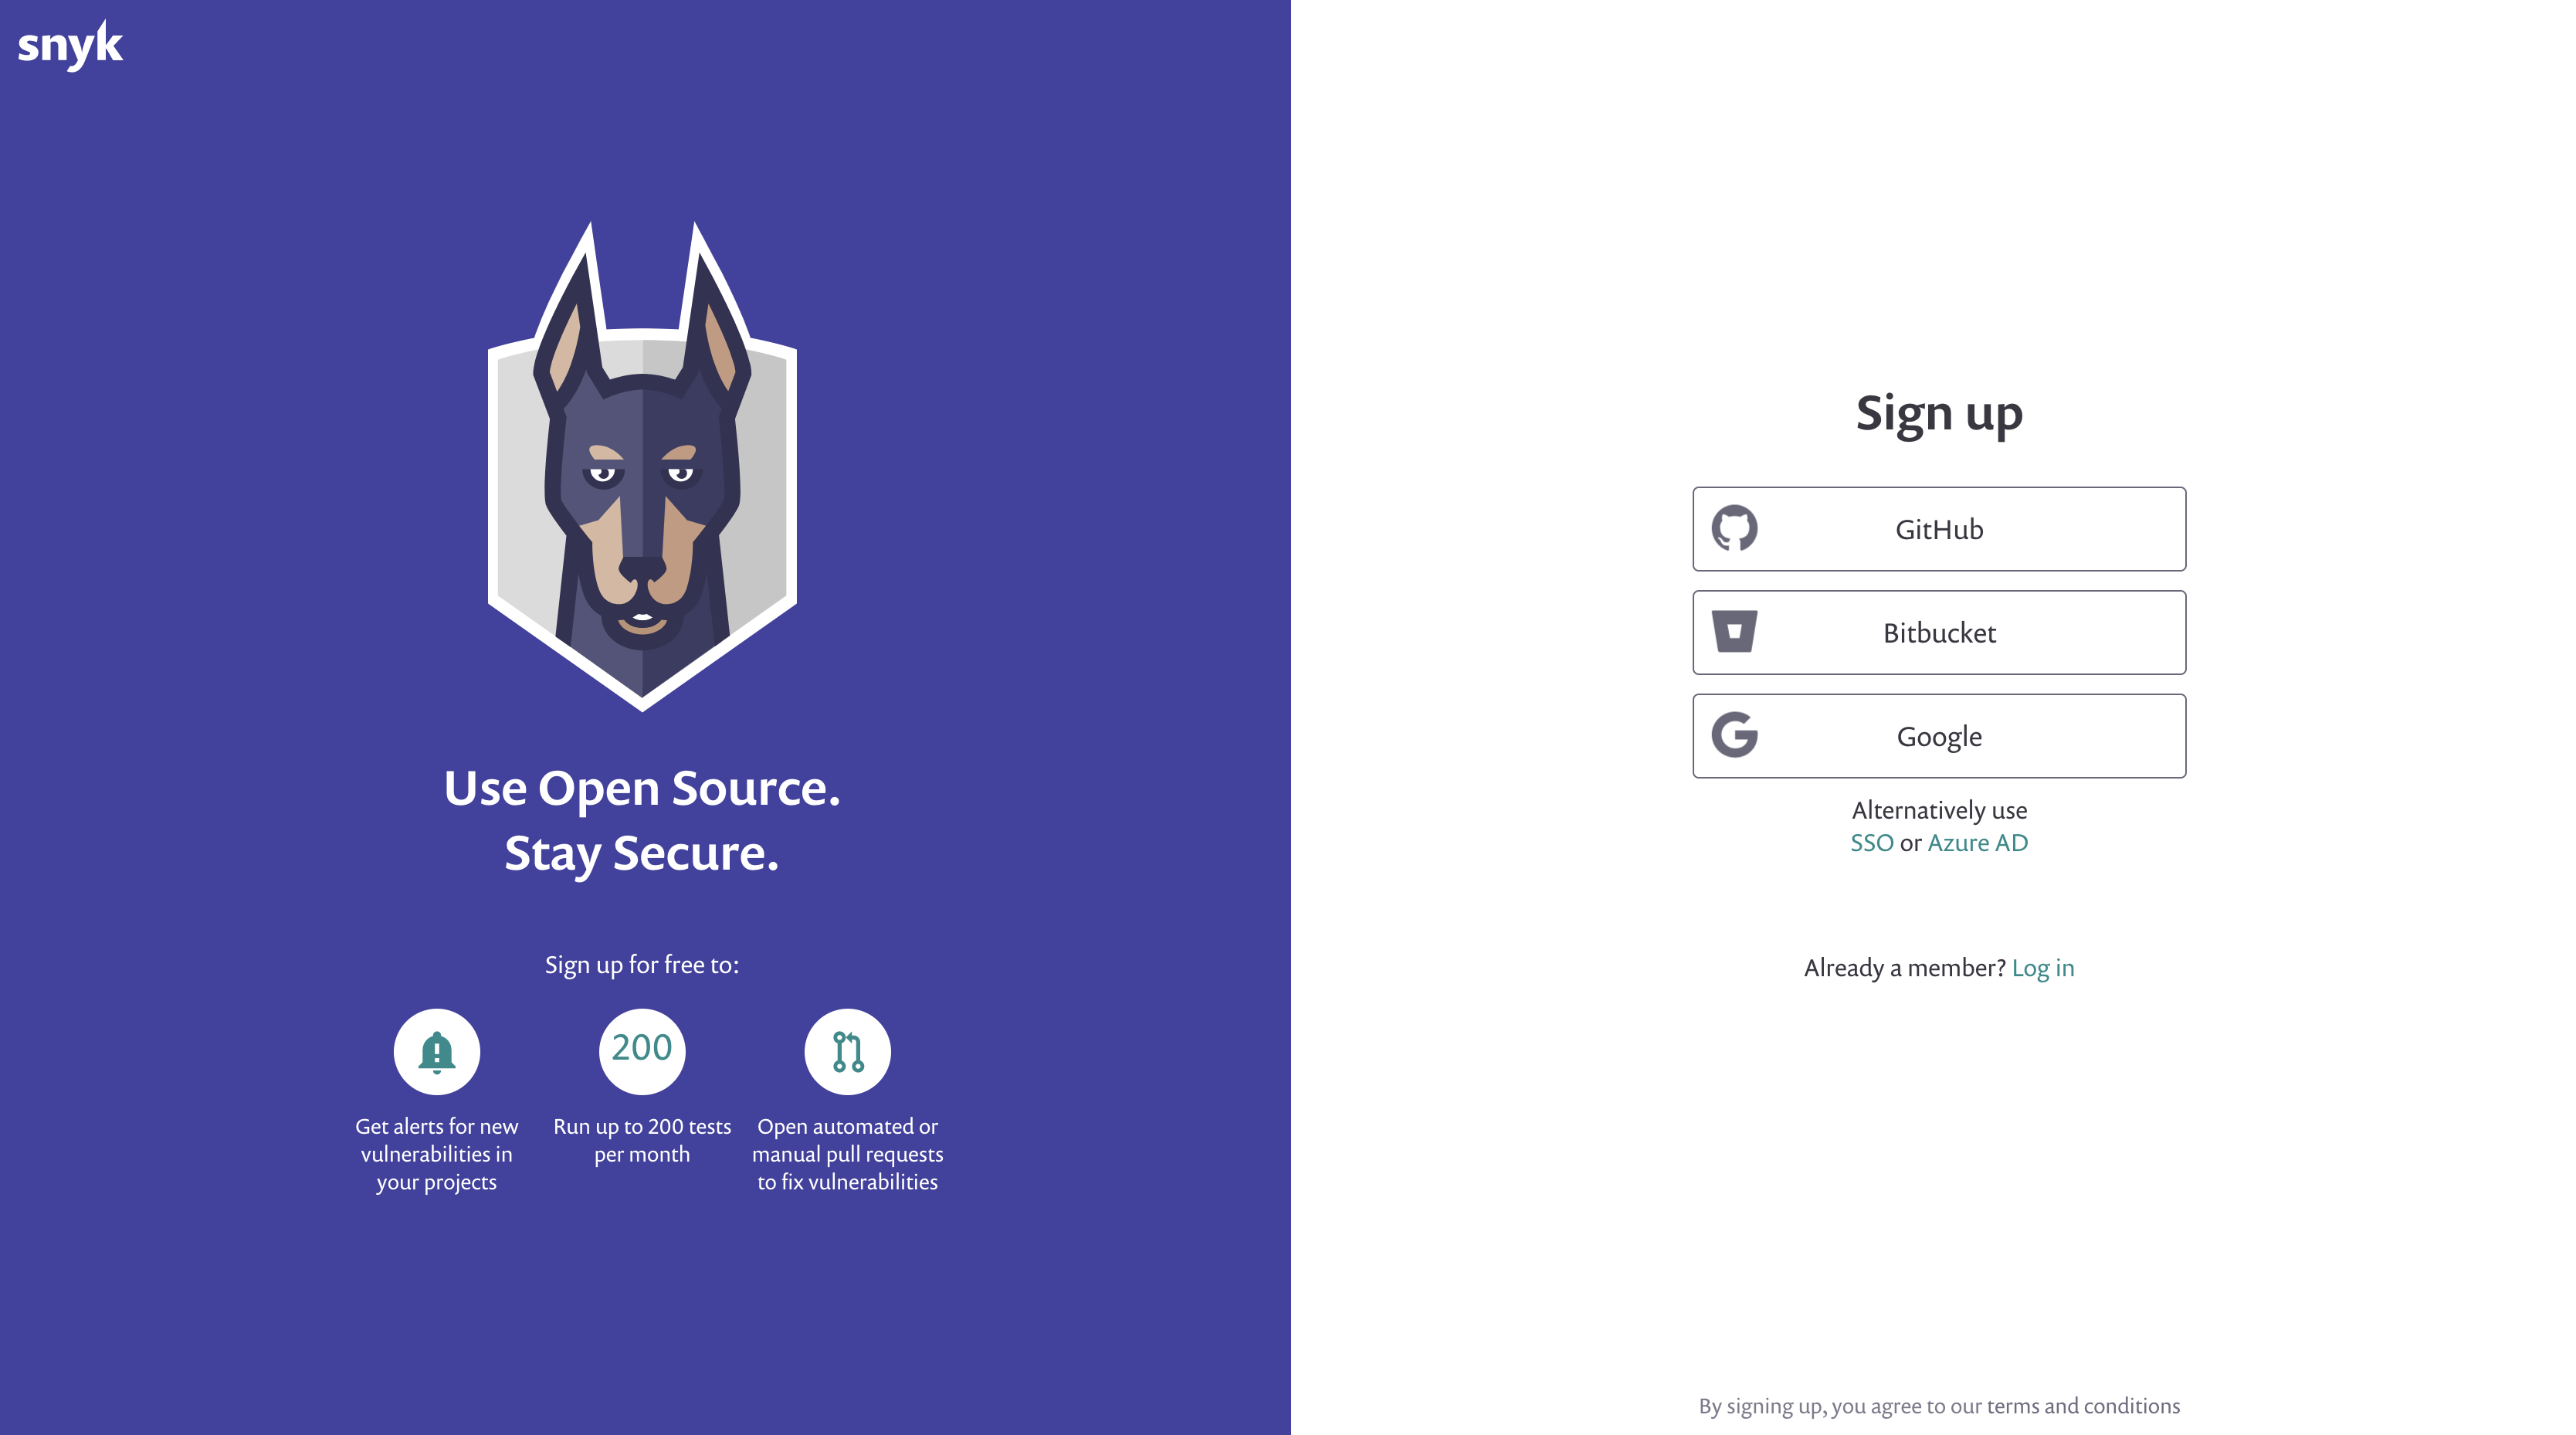 snyk
Use Open Source.
Stay Secure.
Sign up for free to:
200
Get alerts for new
vulnerabilities in
your projects
Run up to 200 tests
per month
Open automated or
manual pull requests
to fix vulnerabilities
Sign up
GitHub
Bitbucket
Google
Alternatively use
SSO or Azure AD
Already a member? Log in
By signing up, you agree to our terms and conditions